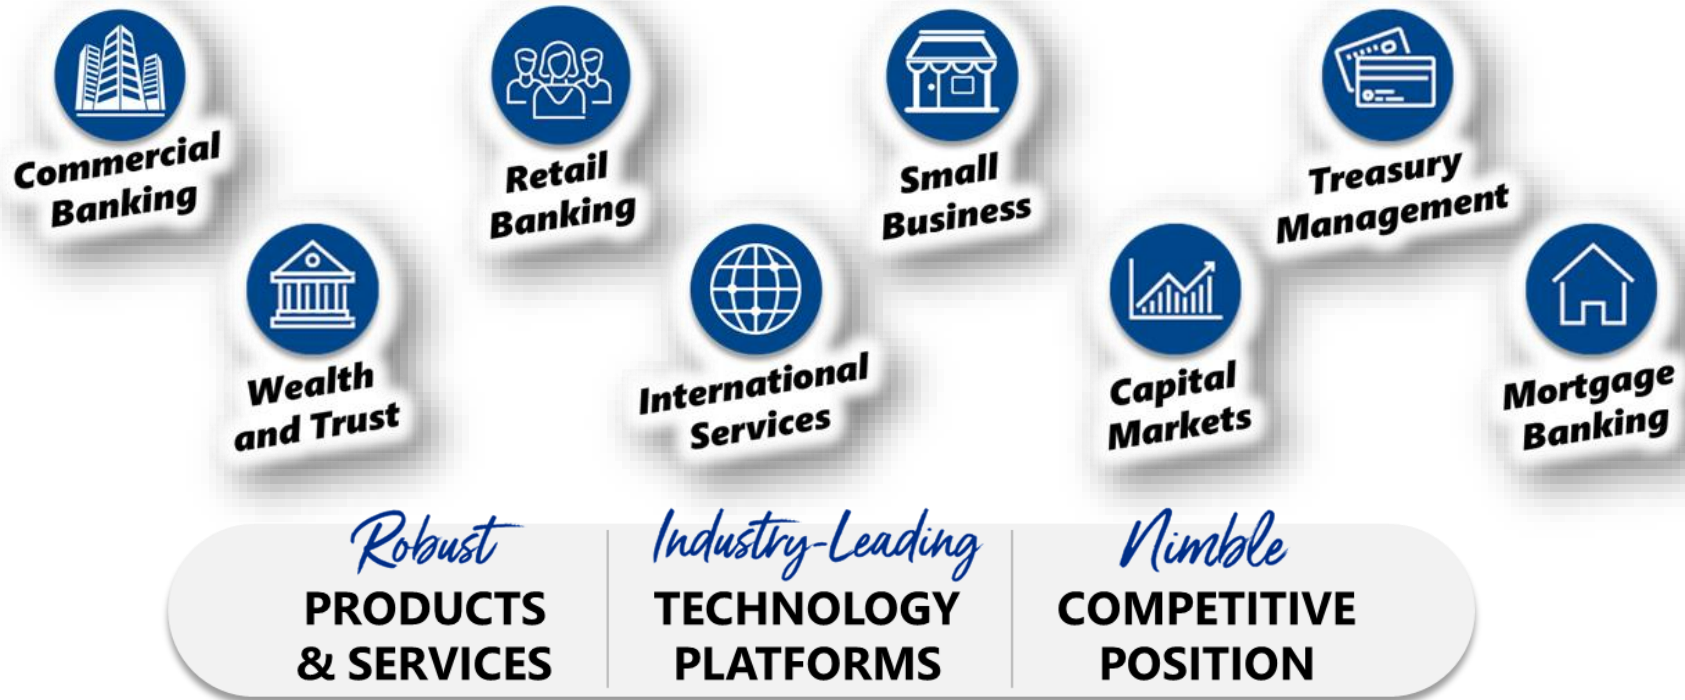 Commercial
Banking
Retail
Banking
Small
Business
Treasury
Management
Wealth
and Trust
International
Services
Capital
Markets
Mortgage
Banking
Robust
PRODUCTS
& SERVICES
Industry-Leading
TECHNOLOGY
PLATFORMS
Nimble
COMPETITIVE
POSITION